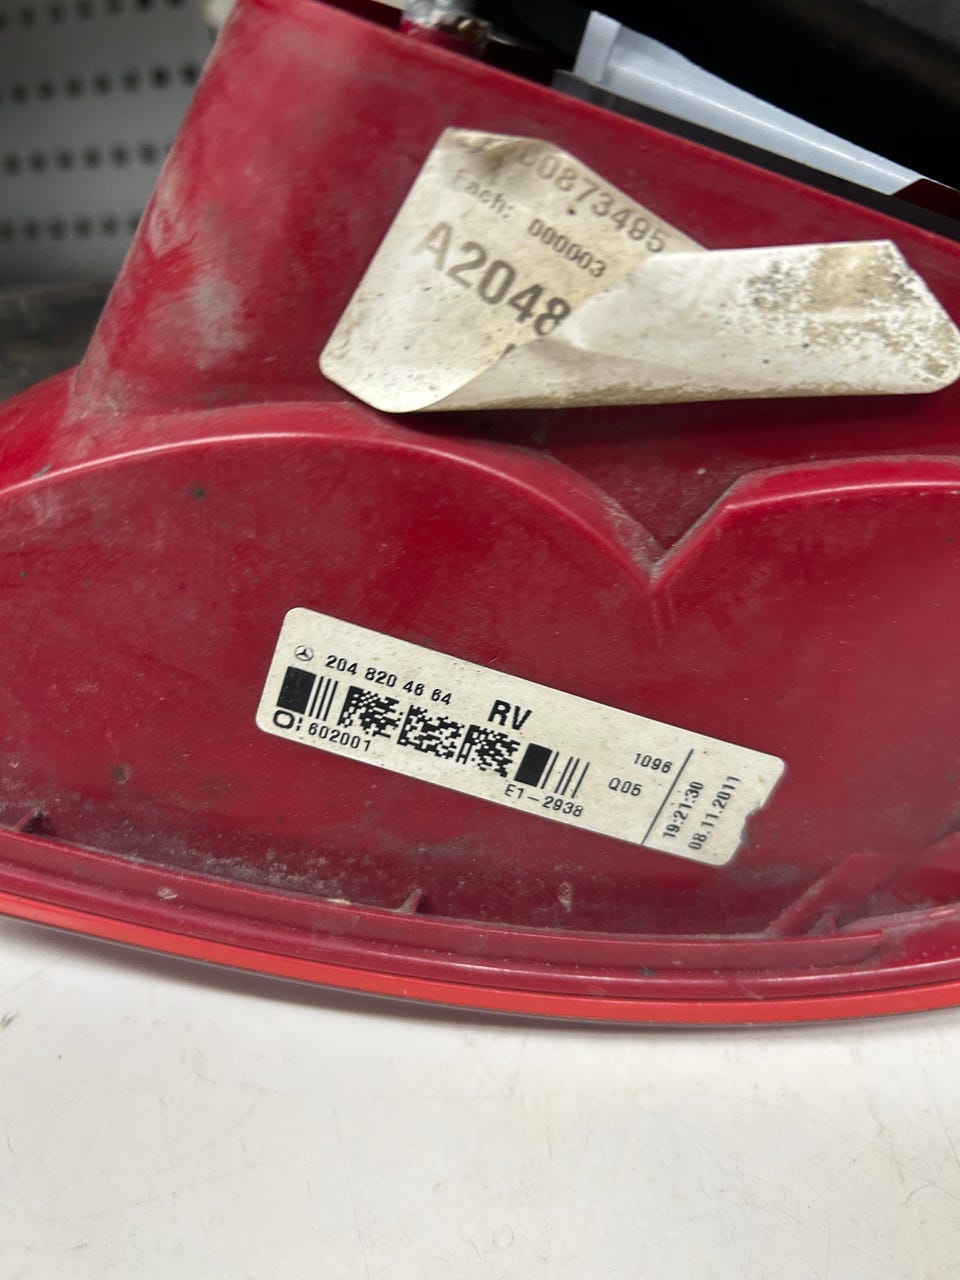 00873495
Each: 000003
A2048
204 820 46 64
RV
602001
E1-2938
1096
Q05
19:21:30
08.11.2011